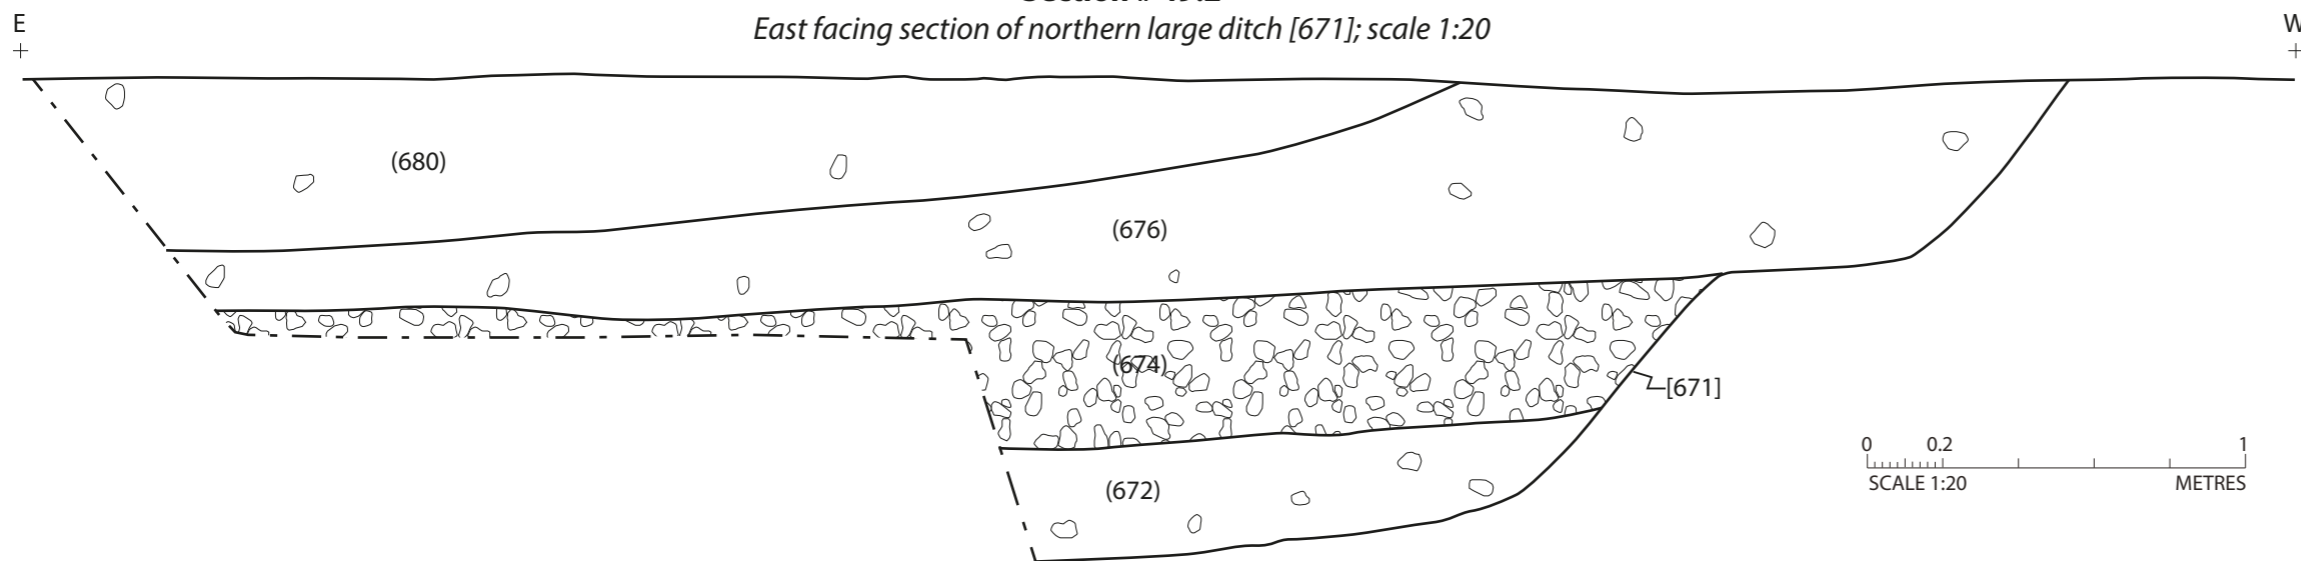 East facing section of northern large ditch [671]; scale 1:20
E
W
(680)
(676)
(674)
[671]
(672)
0 0.2 1
SCALE 1:20 METRES